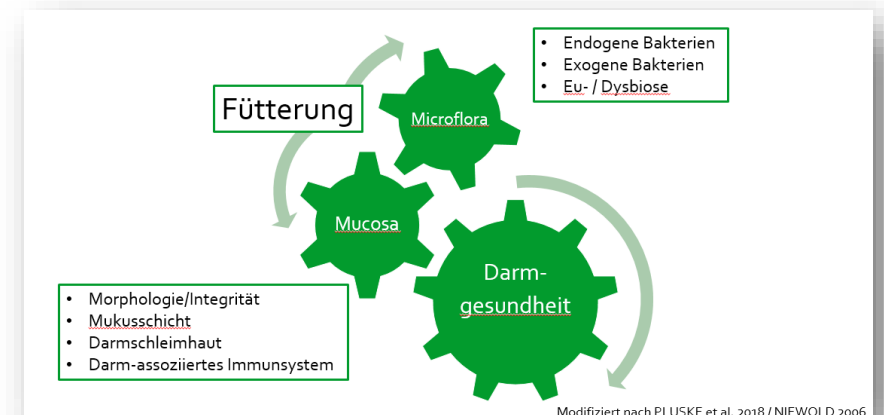 Endogene Bakterien
Exogene Bakterien
Eu- / Dysbiose
Fütterung
Microflora
Mucosa
Darm-
gesundheit
Morphologie/Integrität
Mukusschicht
Darmschleimhaut
Darm-assoziiertes Immunsystem
Modifiziert nach PLUSKE et al. 2018 / NIEWOLD 2006